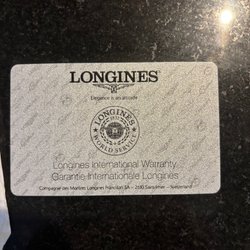 LONGINES
Elegance is an attitude
LONGINES
WORLD SERVICE
Longines International Warranty
Garantie Internationale Longines
Compagnie des Montres Longines Francillon SA – 2610 Saint-Imier – Switzerland